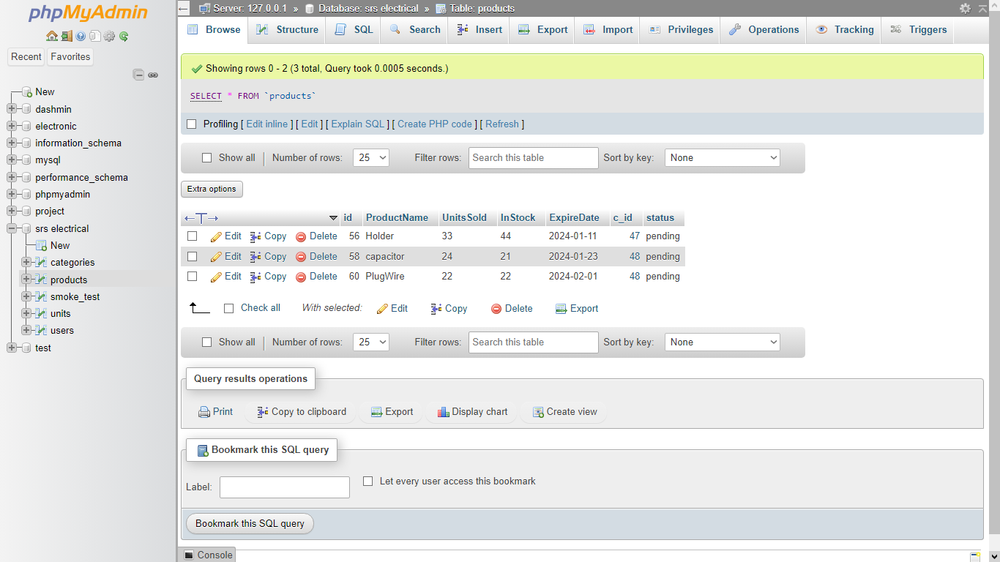 phpMyAdmin
Recent Favorites
New
dashmin
electronic
information_schema
mysql
performance_schema
phpmyadmin
project
srs electrical
New
categories
products
smoke_test
units
users
test
Server: 127.0.0.1 » Database: srs electrical » Table: products
Browse Structure SQL Search Insert Export Import Privileges Operations Tracking Triggers
Showing rows 0 - 2 (3 total, Query took 0.0005 seconds.)
SELECT * FROM `products`
Profiling [ Edit inline ] [ Edit ] [ Explain SQL ] [ Create PHP code ] [ Refresh ]
Show all Number of rows: 25 Filter rows: Search this table Sort by key: None
Extra options
id ProductName UnitsSold InStock ExpireDate c_id status
Edit Copy Delete 56 Holder 33 44 2024-01-11 47 pending
Edit Copy Delete 58 capacitor 24 21 2024-01-23 48 pending
Edit Copy Delete 60 PlugWire 22 22 2024-02-01 48 pending
Check all With selected: Edit Copy Delete Export
Show all Number of rows: 25 Filter rows: Search this table Sort by key: None
Query results operations
Print Copy to clipboard Export Display chart Create view
Bookmark this SQL query
Label: Let every user access this bookmark
Bookmark this SQL query
Console